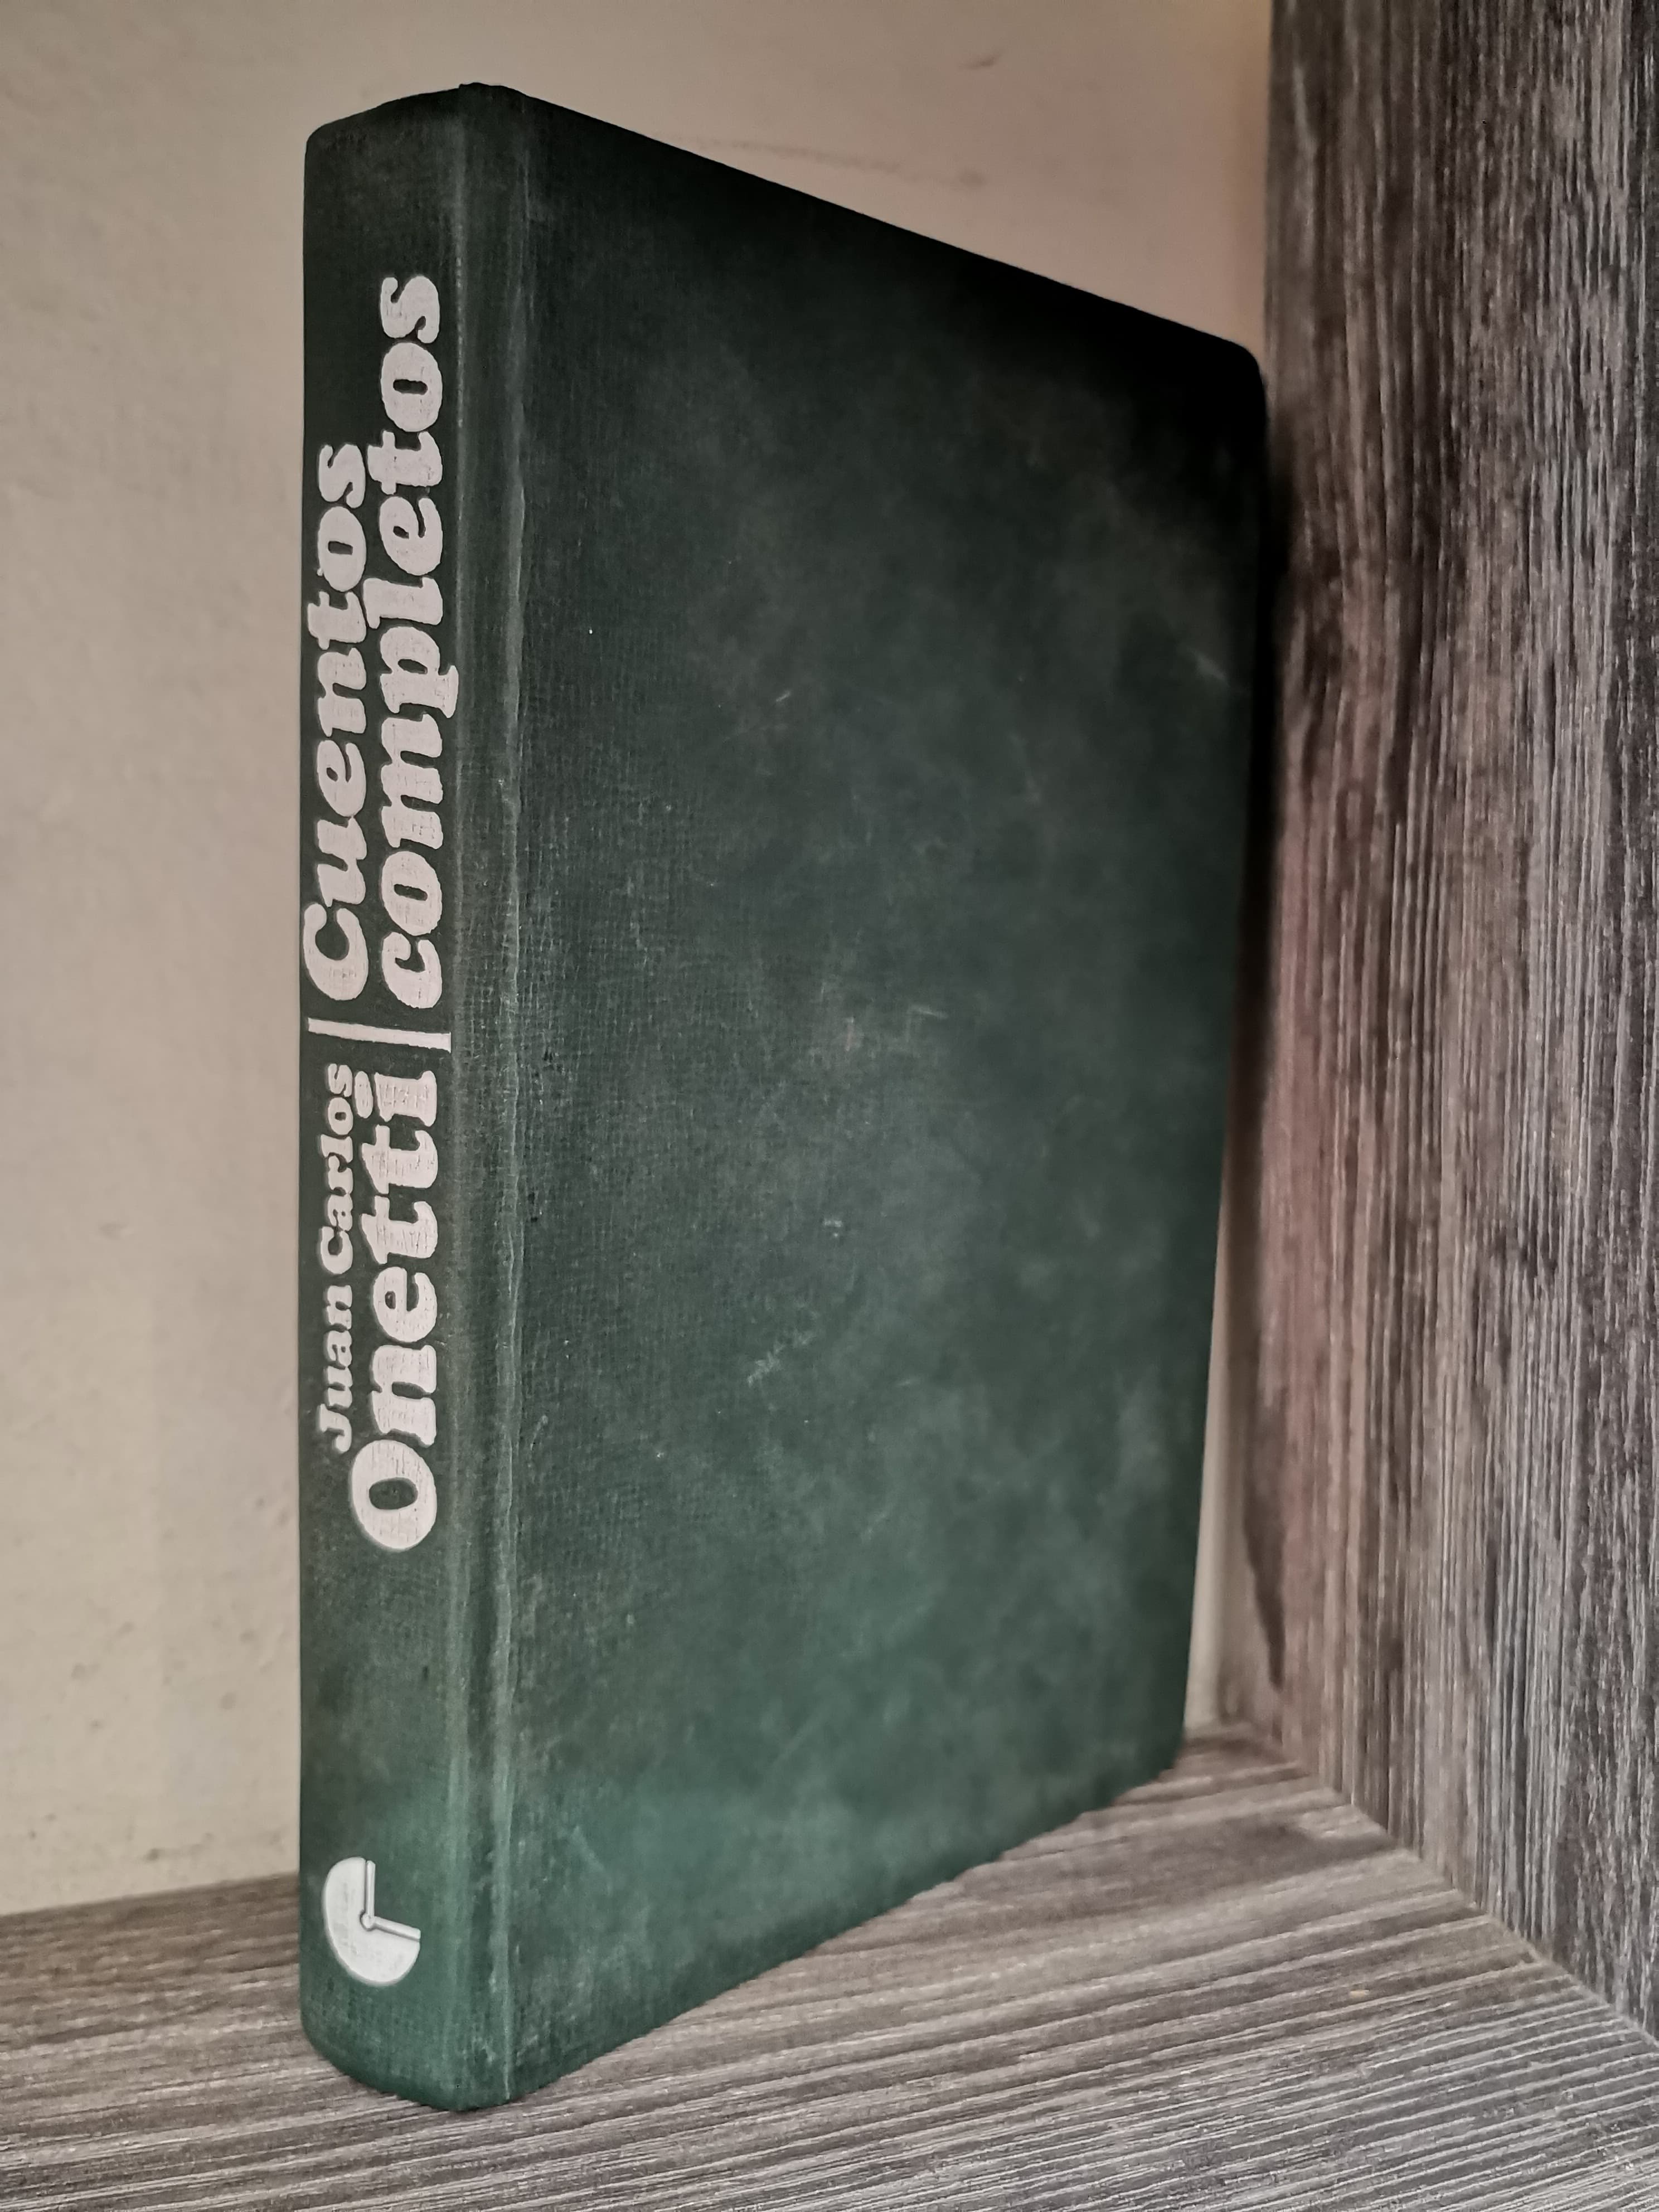 Juan Carlos
Onetti
Cuentos
completos